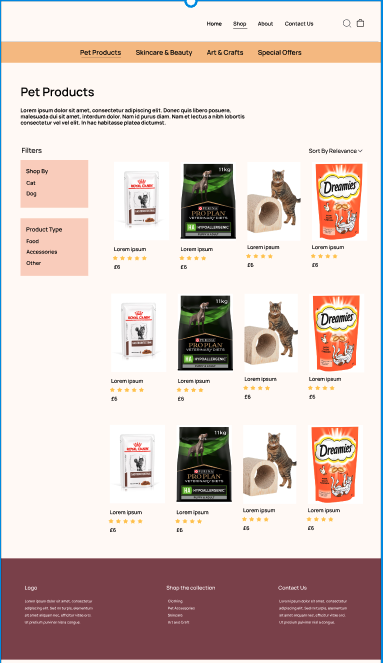 Home Shop About Contact Us
Pet Products Skincare & Beauty Art & Crafts Special Offers
Pet Products
Lorem ipsum dolor sit amet, consectetur adipiscing elit. Donec quis libero posuere,
malesuada dui sit amet, interdum dolor. Nam id purus diam. Nam et lectus a nibh lobortis
consectetur vel vel elit. In hac habitasse platea dictumst.
Filters
Sort By Relevance
Shop By
Cat
Dog
Product Type
Food
Accessories
Other
ROYAL CANIN
11kg
PURINA
PRO PLAN
VETERINARY DIETS
HA HYPOALLERGENIC
Dreamies
Lorem ipsum Lorem ipsum Lorem ipsum Lorem ipsum
£6 £6 £6 £6
ROYAL CANIN
11kg
PURINA
PRO PLAN
VETERINARY DIETS
HA HYPOALLERGENIC
Dreamies
Lorem ipsum Lorem ipsum Lorem ipsum Lorem ipsum
£6 £6 £6 £6
ROYAL CANIN
11kg
PURINA
PRO PLAN
VETERINARY DIETS
HA HYPOALLERGENIC
Dreamies
Lorem ipsum Lorem ipsum Lorem ipsum Lorem ipsum
£6 £6 £6 £6
Logo Shop the collection Contact Us
Lorem ipsum dolor sit amet, consectetur Clothing Lorem ipsum dolor sit amet, consectetur
adipiscing elit. Sed mi turpis, elementum Pet Accessories adipiscing elit. Sed mi turpis, elementum
sit amet aliquam nec, efficitur vitae orci. Skincare sit amet aliquam nec, efficitur vitae orci.
Ut pretium pulvinar risus congue. Art and Craft Ut pretium pulvinar risus congue.